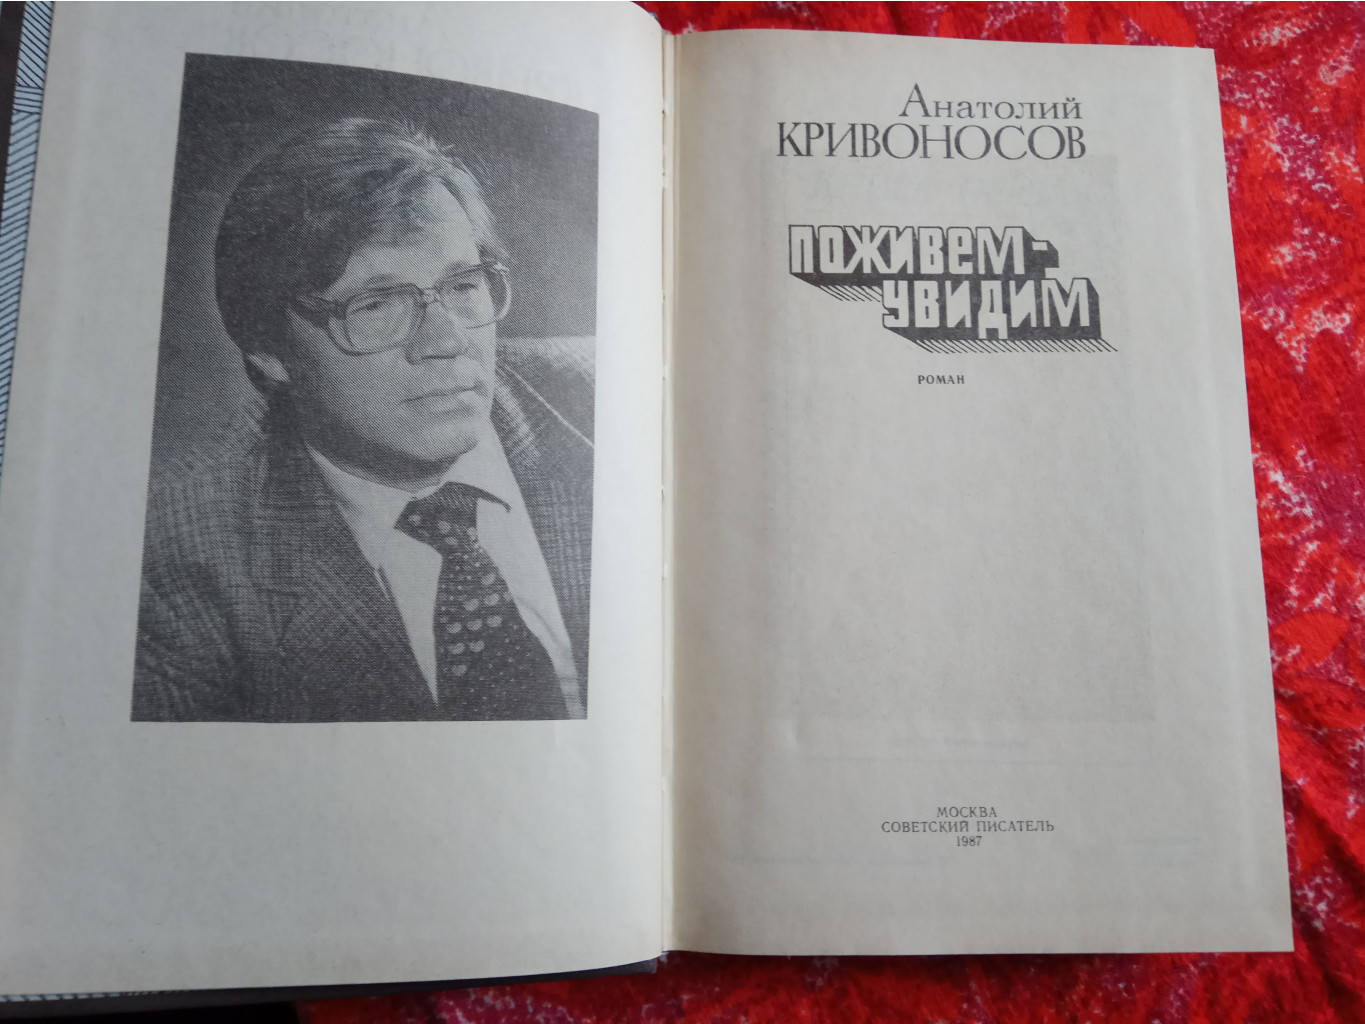 Анатолий
КРИВОНОСОВ
ПОЖИВЕМ-
УВИДИМ
РОМАН
МОСКВА
СОВЕТСКИЙ ПИСАТЕЛЬ
1987